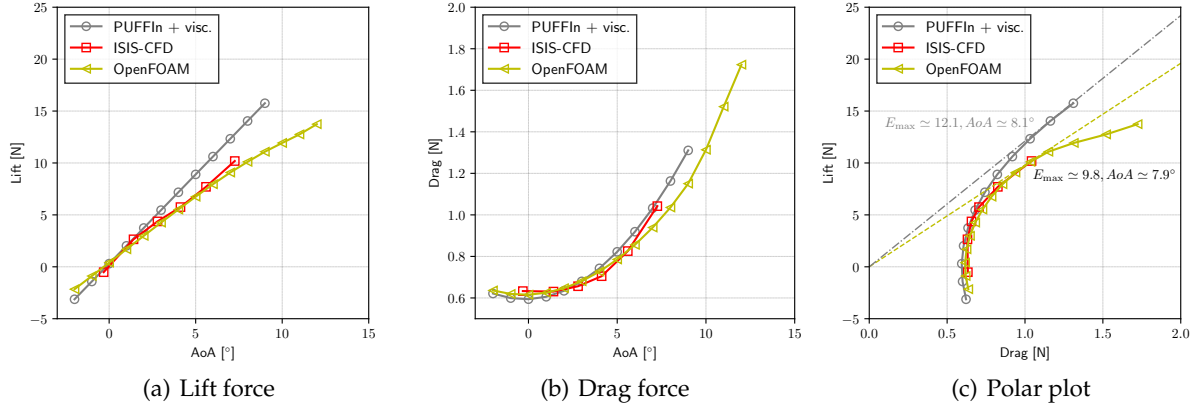 PUFFIn + visc.
ISIS-CFD
OpenFOAM
25
20
15
10
5
0
−5
0
5
10
15
Lift [N]
AoA [°]
(a) Lift force
PUFFIn + visc.
ISIS-CFD
OpenFOAM
2.0
1.8
1.6
1.4
1.2
1.0
0.8
0.6
0
5
10
15
Drag [N]
AoA [°]
(b) Drag force
PUFFIn + visc.
ISIS-CFD
OpenFOAM
25
20
15
10
5
0
−5
0.0
0.5
1.0
1.5
2.0
Lift [N]
Drag [N]
Emax ≃ 12.1, AoA ≃ 8.1°
Emax ≃ 9.8, AoA ≃ 7.9°
(c) Polar plot